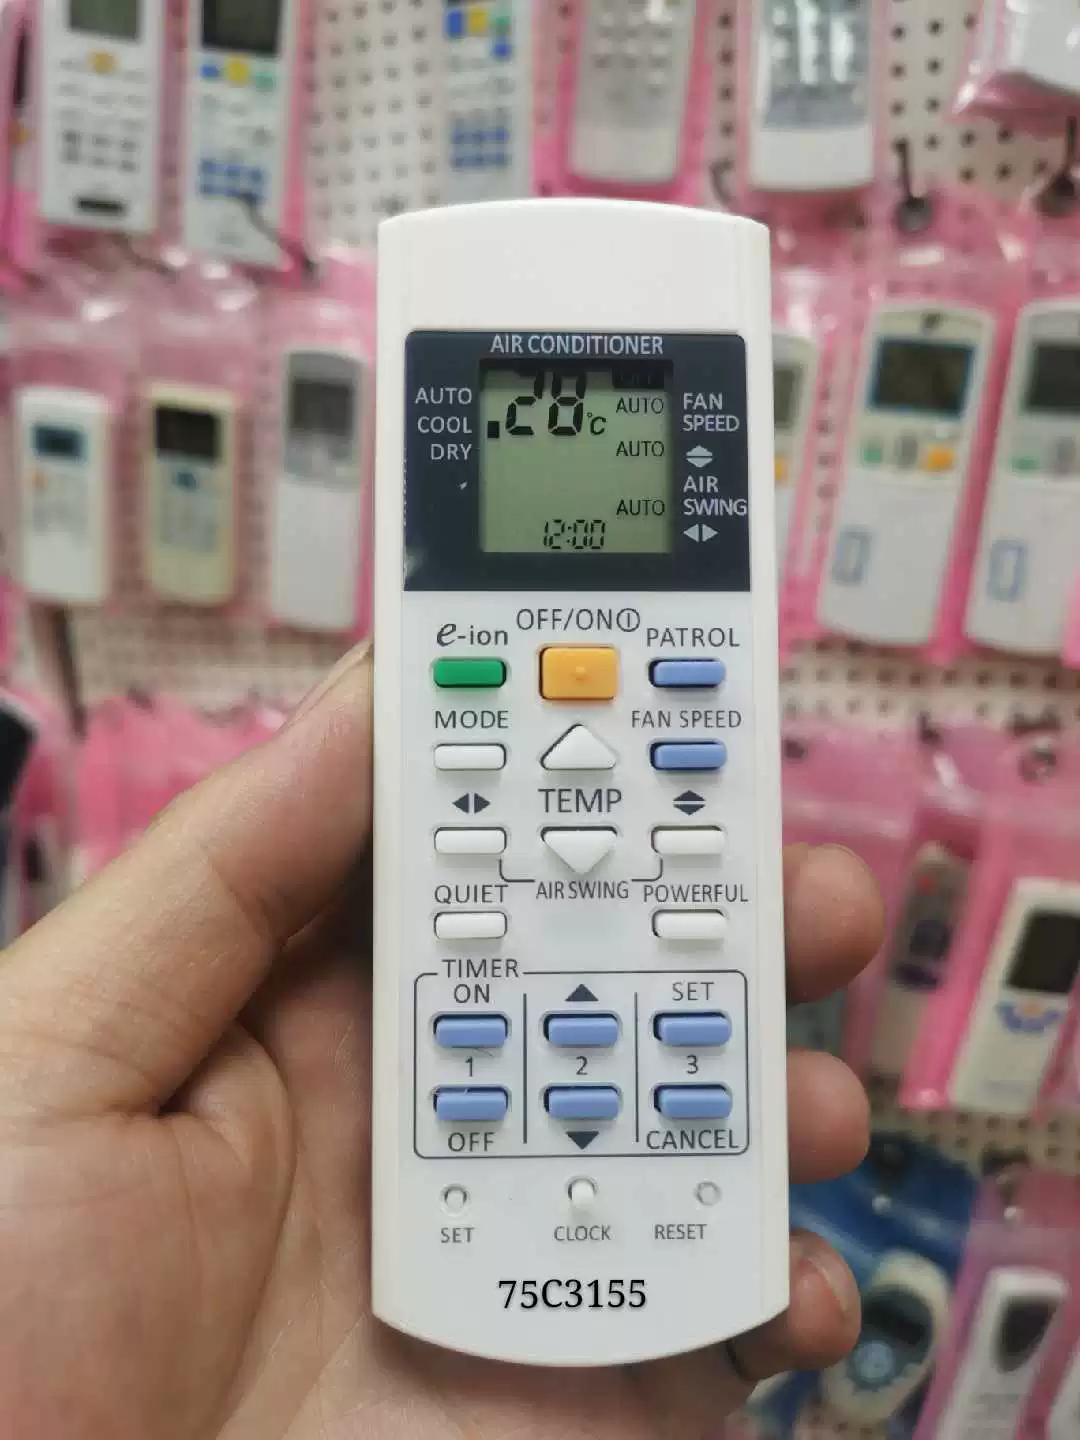 AIR CONDITIONER
AUTO
COOL
DRY
28°C
AUTO
AUTO
AUTO
12:00
FAN
SPEED
AIR
SWING
OFF/ON
e-ion
PATROL
MODE
FAN SPEED
TEMP
QUIET
AIR SWING
POWERFUL
TIMER
ON
SET
1
2
3
OFF
CANCEL
SET
CLOCK
RESET
75C3155